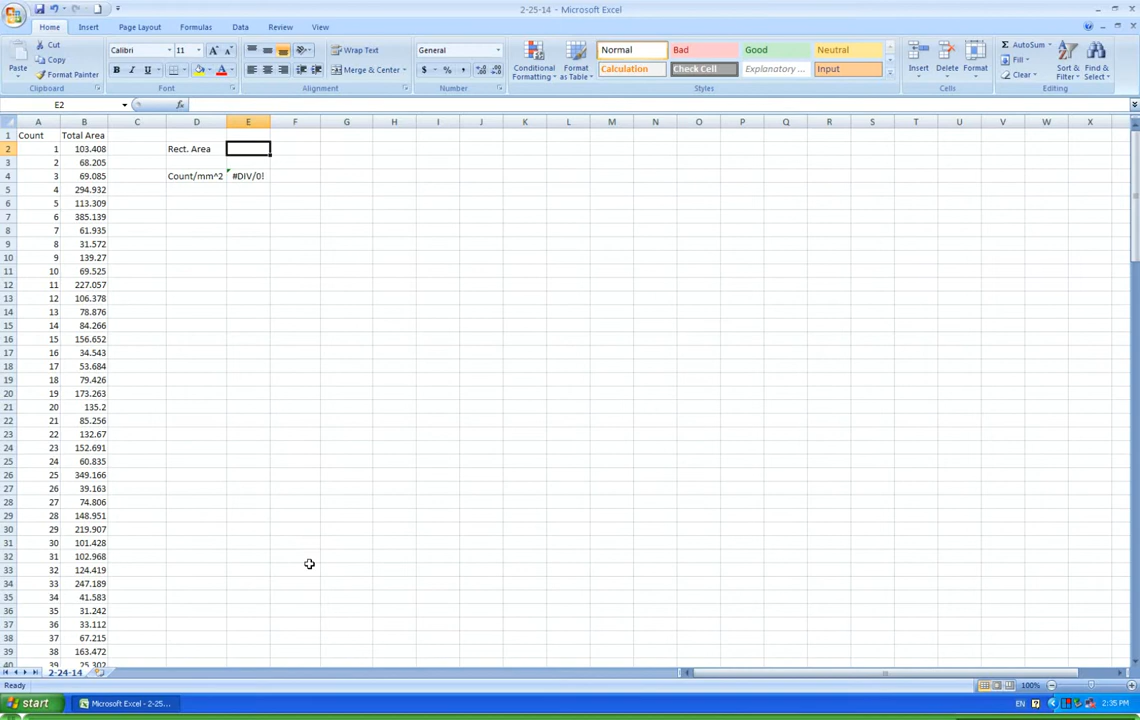 2-25-14 - Microsoft Excel
Home Insert Page Layout Formulas Data Review View
Paste Cut Copy Format Painter Clipboard
Calibri 11 A A B I U A Font
Wrap Text Merge & Center Alignment
General $ % , Number
Conditional Formatting Format as Table
Normal Bad Good Neutral
Calculation Check Cell Explanatory ... Input Styles
Insert Delete Format Cells
Σ AutoSum Fill Clear Sort & Filter Find & Select Editing
E2 fx
A B C D E F G H I J K L M N O P Q R S T U V W X
1 Count Total Area
2 1 103.408 Rect. Area
3 2 68.205
4 3 69.085 Count/mm^2 #DIV/0!
5 4 294.932
6 5 113.309
7 6 385.139
8 7 61.935
9 8 31.572
10 9 139.27
11 10 69.525
12 11 227.057
13 12 106.378
14 13 78.876
15 14 84.266
16 15 156.652
17 16 34.543
18 17 53.684
19 18 79.426
20 19 173.263
21 20 135.2
22 21 85.256
23 22 132.67
24 23 152.691
25 24 60.835
26 25 349.166
27 26 39.163
28 27 74.806
29 28 148.951
30 29 219.907
31 30 101.428
32 31 102.968
33 32 124.419
34 33 247.189
35 34 41.583
36 35 31.242
37 36 33.112
38 37 67.215
39 38 163.472
40 39 25.302
2-24-14
Ready 100%
start Microsoft Excel - 2-25... EN 2:35 PM